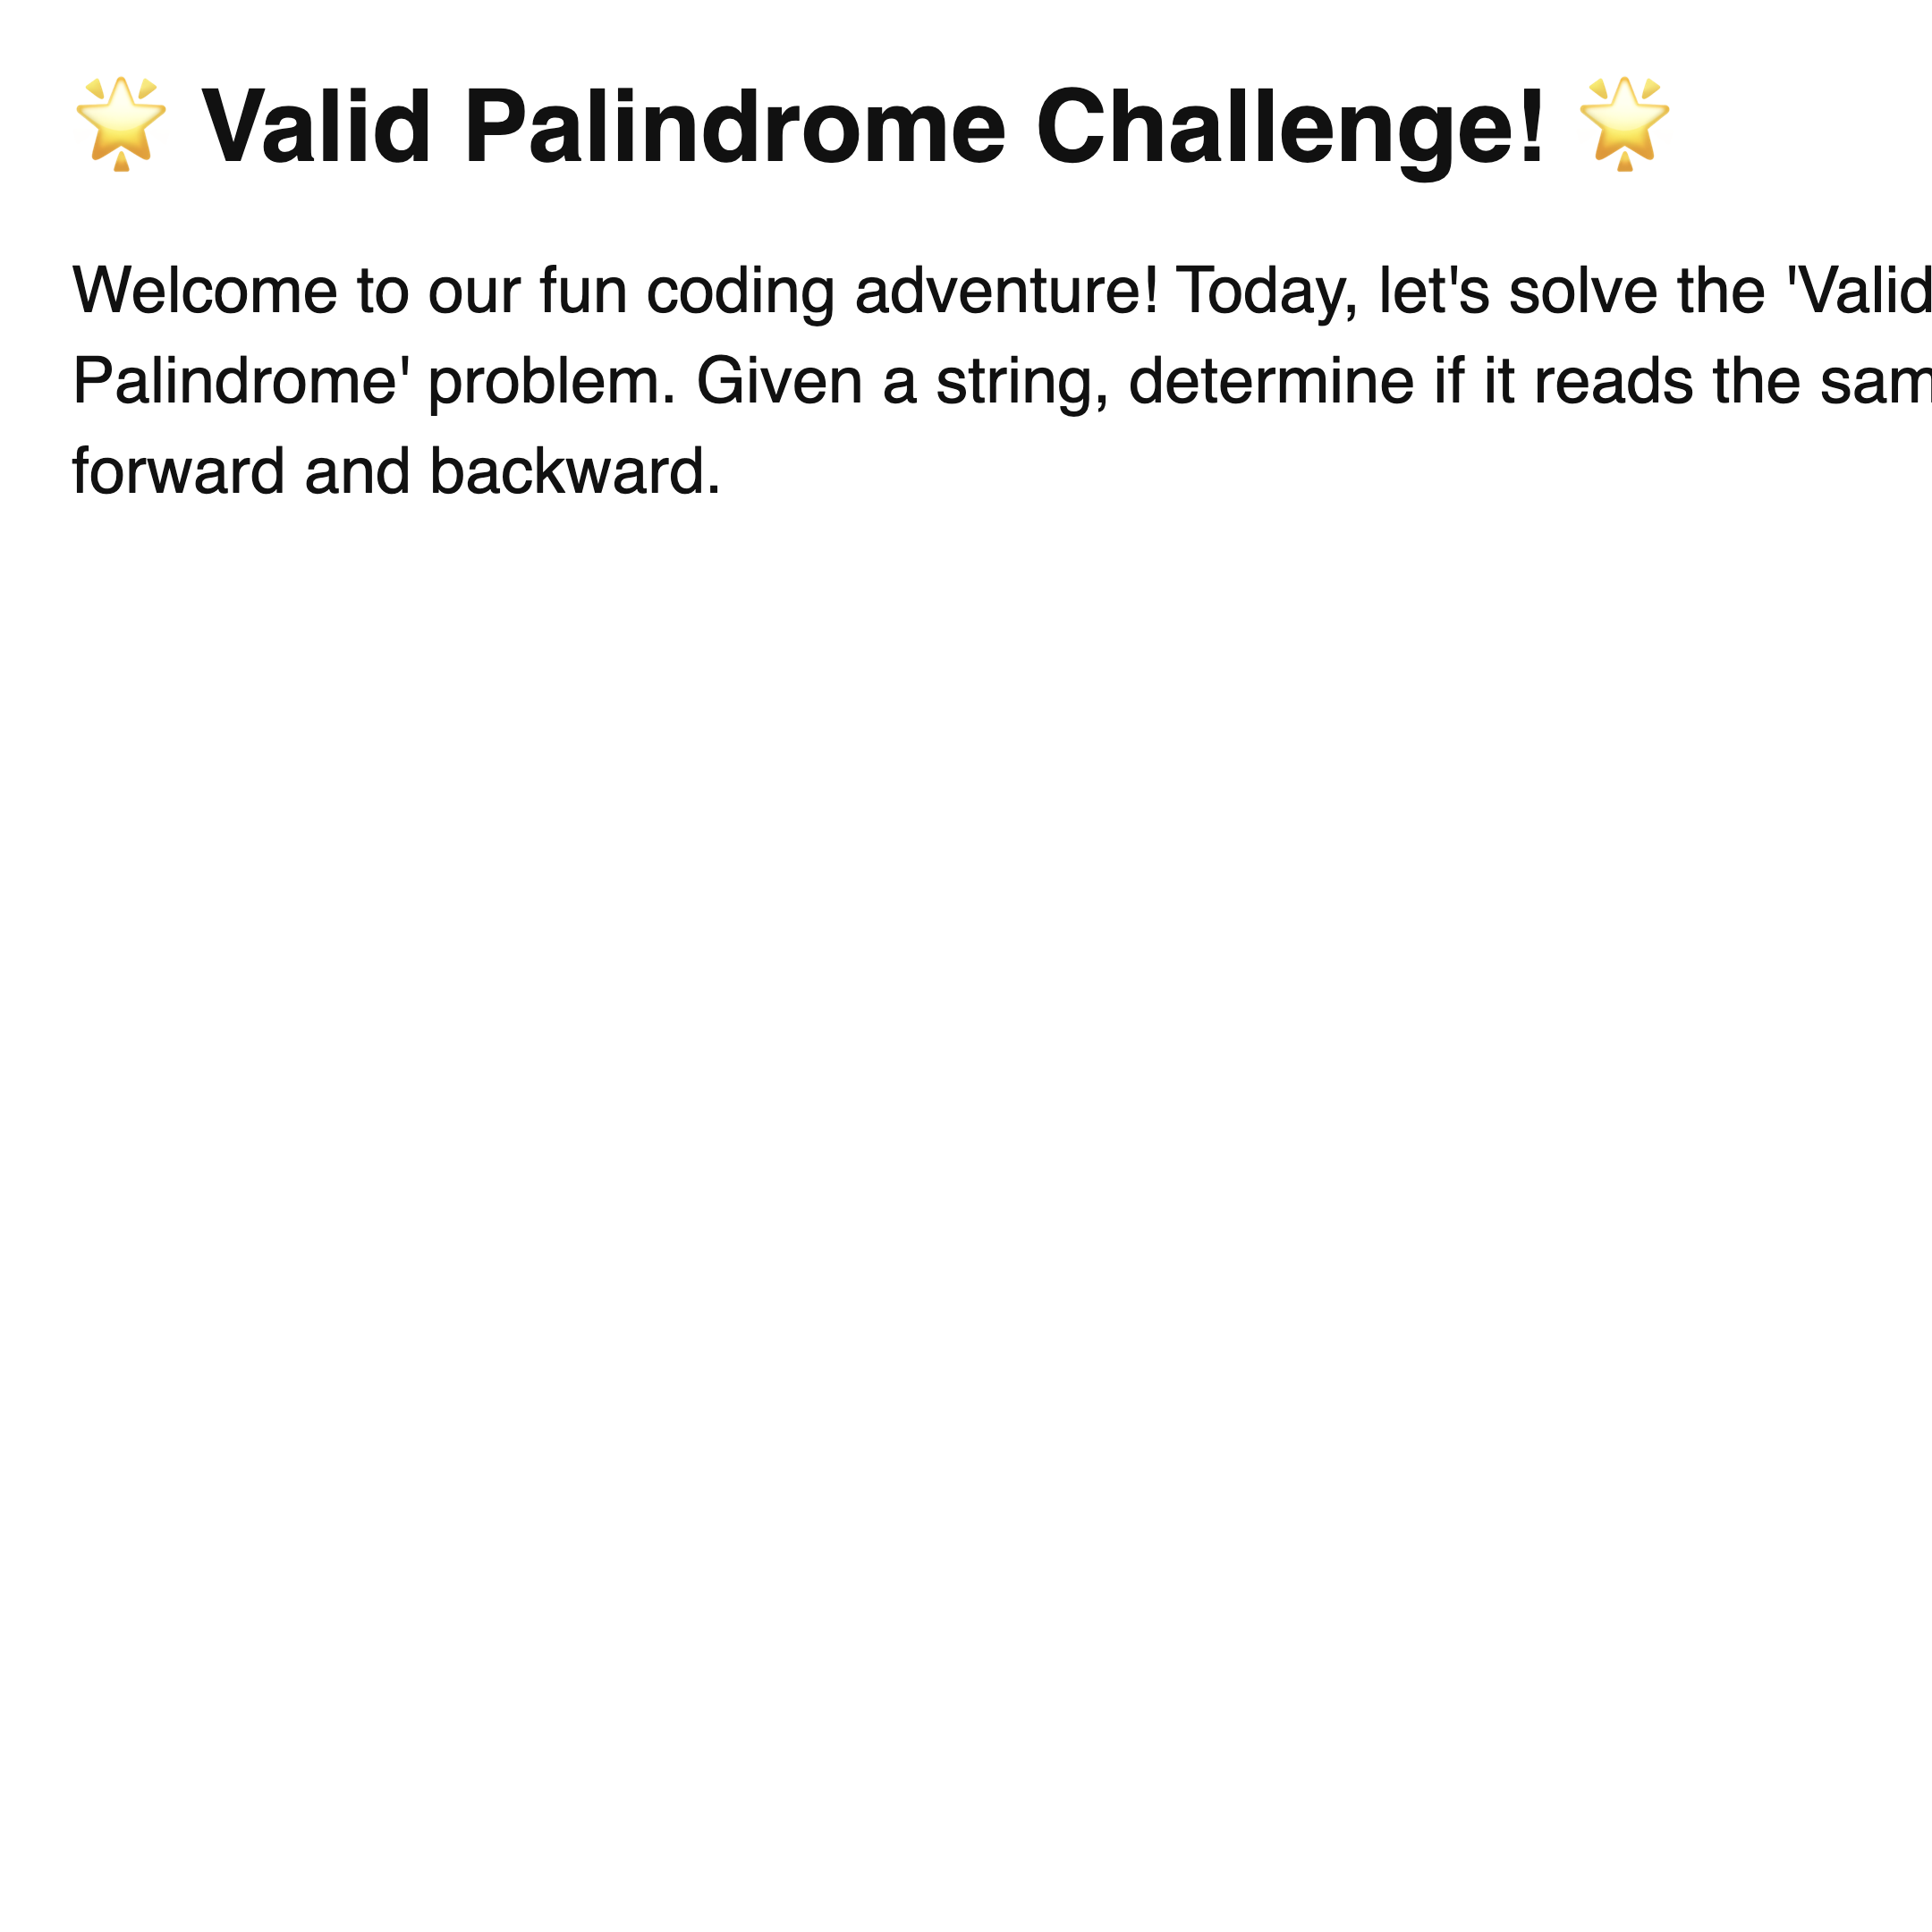 🌟 Valid Palindrome Challenge! 🌟
Welcome to our fun coding adventure! Today, let's solve the 'Valid
Palindrome' problem. Given a string, determine if it reads the sam
forward and backward.